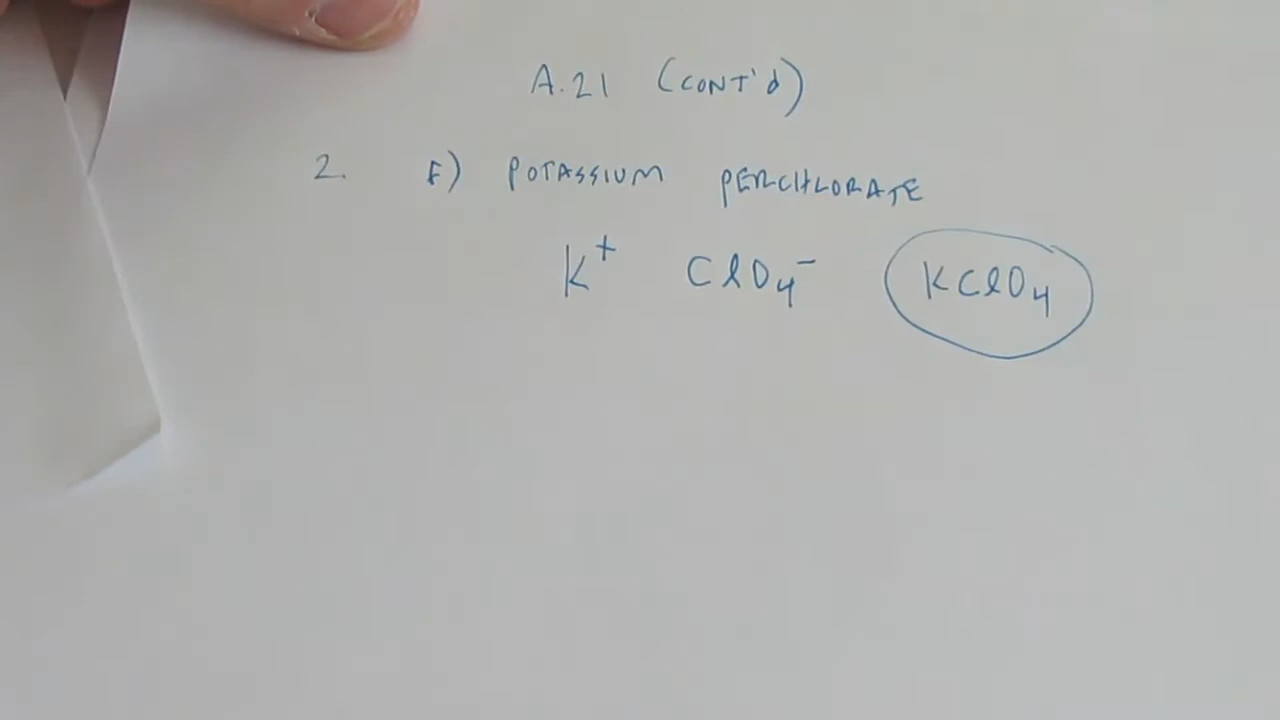 A.21 (CONT'd)
2. F) POTASSIUM PERCHLORATE
K⁺ ClO₄⁻ KClO₄